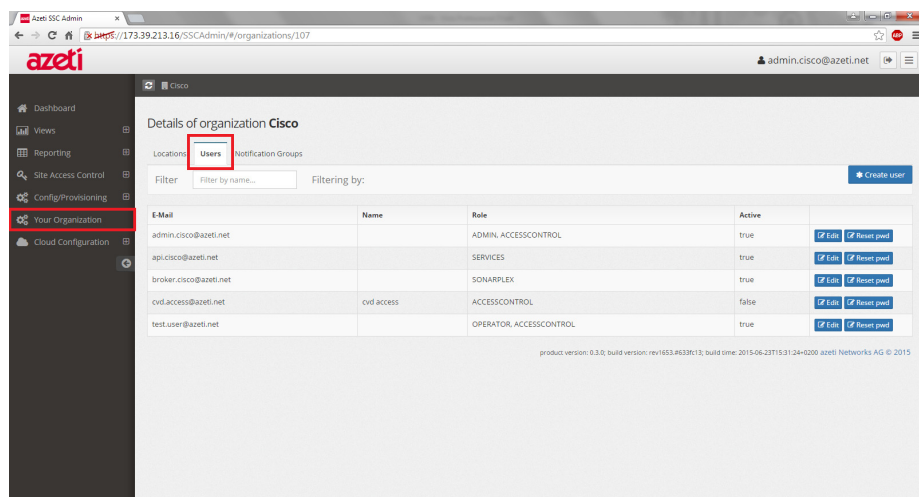 Azeti SSC Admin
https://173.39.213.16/SSCAdmin/#/organizations/107
azeti
admin.cisco@azeti.net
Cisco
Dashboard
Views
Reporting
Site Access Control
Config/Provisioning
Your Organization
Cloud Configuration
Details of organization Cisco
Locations Users Notification Groups
Filter Filter by name... Filtering by: Create user
E-Mail Name Role Active
admin.cisco@azeti.net ADMIN, ACCESSCONTROL true Edit Reset pwd
api.cisco@azeti.net SERVICES true Edit Reset pwd
broker.cisco@azeti.net SONARPLEX true Edit Reset pwd
cvd.access@azeti.net cvd access ACCESSCONTROL false Edit Reset pwd
test.user@azeti.net OPERATOR, ACCESSCONTROL true Edit Reset pwd
product version: 0.3.0; build version: rev1653.#633fc13; build time: 2015-06-23T15:31:24+0200 azeti Networks AG © 2015